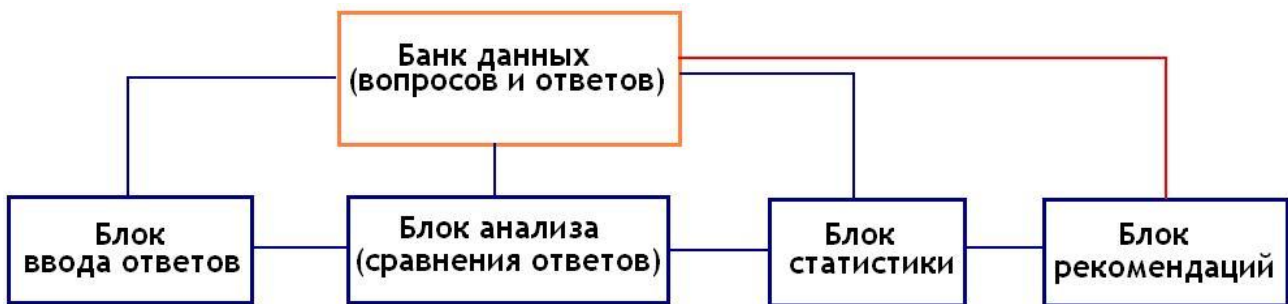 Банк данных
(вопросов и ответов)
Блок
ввода ответов
Блок анализа
(сравнения ответов)
Блок
статистики
Блок
рекомендаций